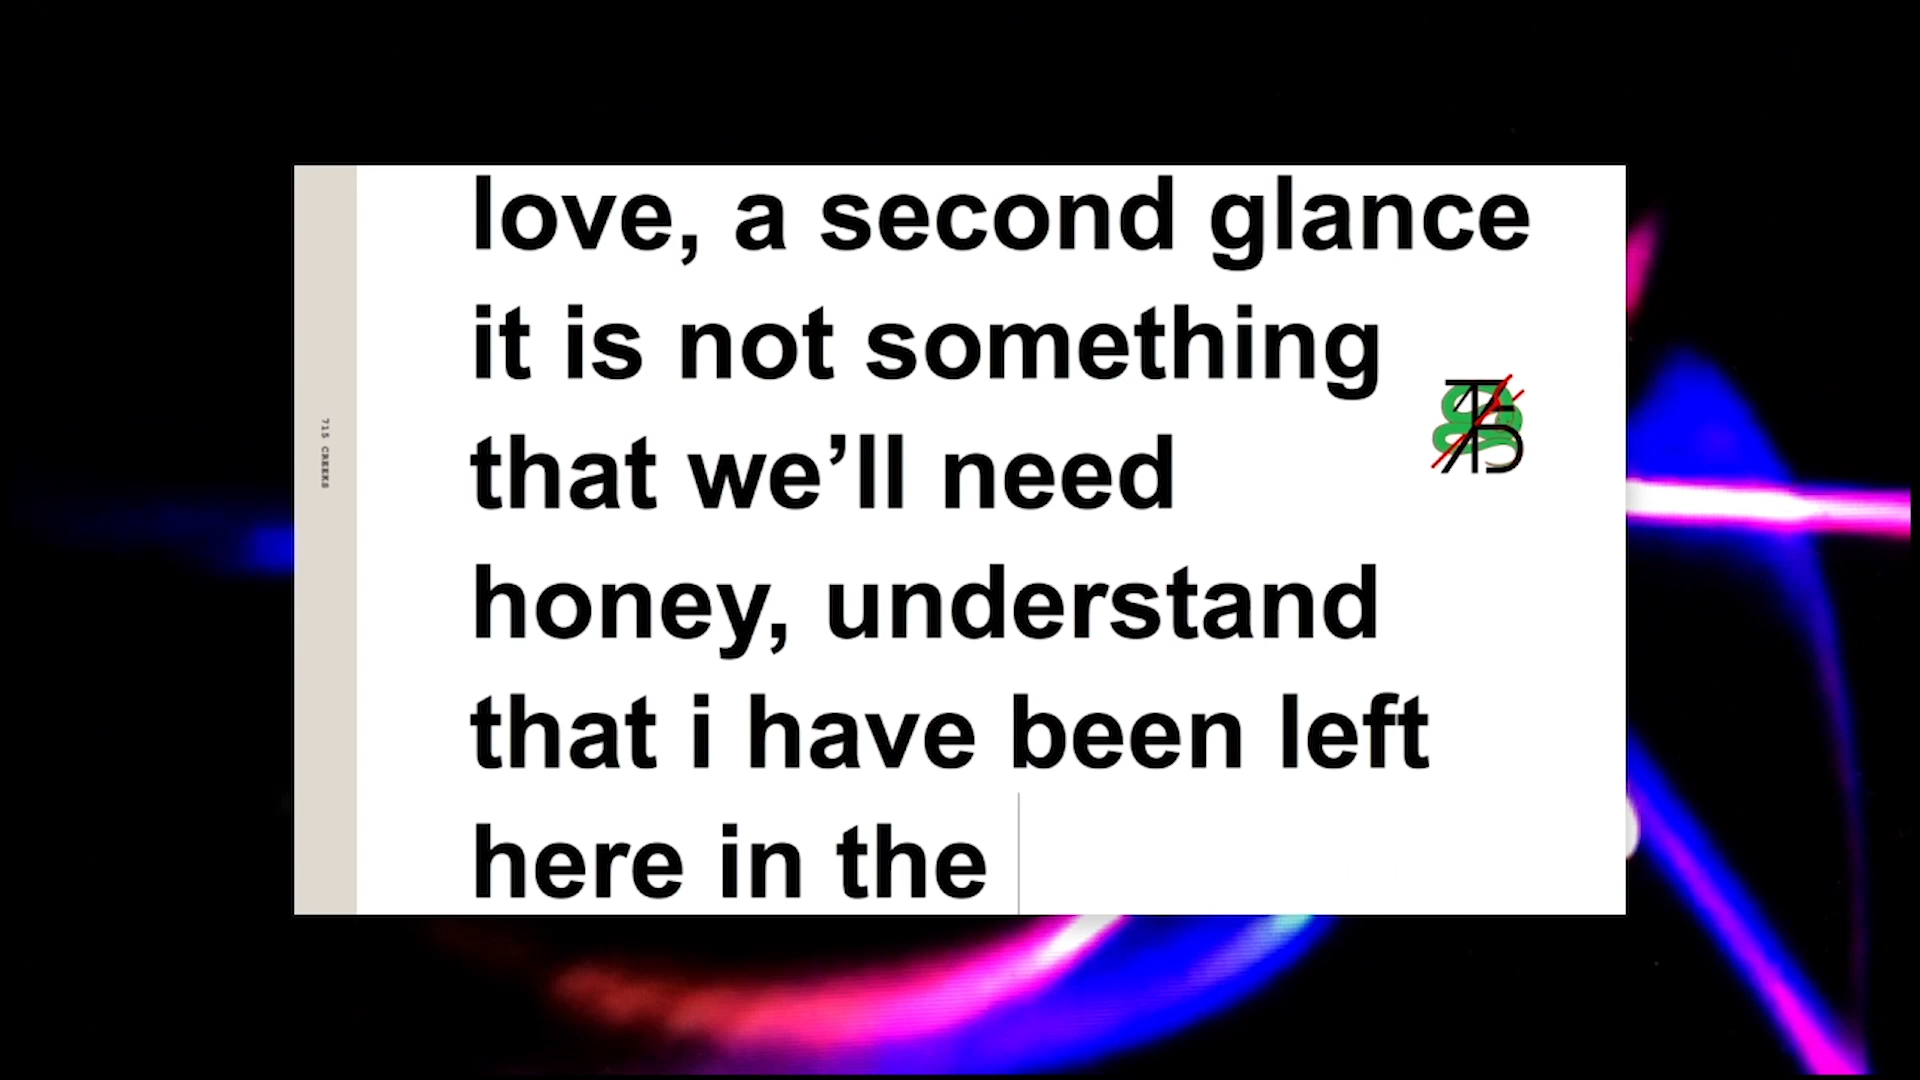 715 CREEKS
love, a second glance
it is not something
that we’ll need
honey, understand
that i have been left
here in the